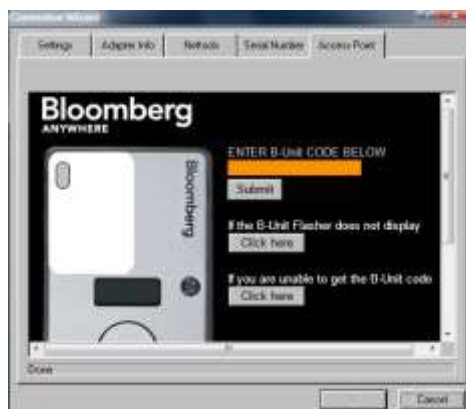 Connection Wizard
Settings
Adapter Info
Nettools
Serial Number
Access Point
Bloomberg
ANYWHERE
Bloomberg
ENTER B-Unit CODE BELOW
Submit
If the B-Unit Flasher does not display
Click here
If you are unable to get the B-Unit code
Click here
Done
Cancel